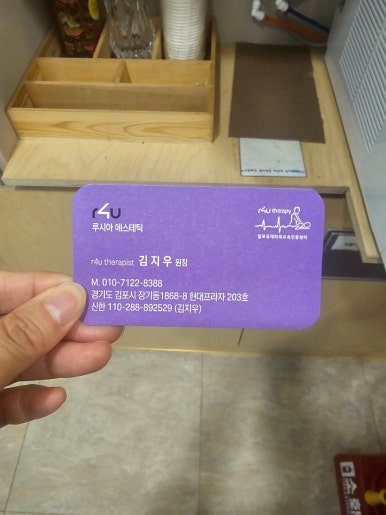 r4u
루시아 에스테틱
r4u therapy
r4u therapist 김지우 원장
M. 010-7122-8388
경기도 김포시 장기동1868-8 현대프라자 203호
신한 110-288-892529 (김지우)